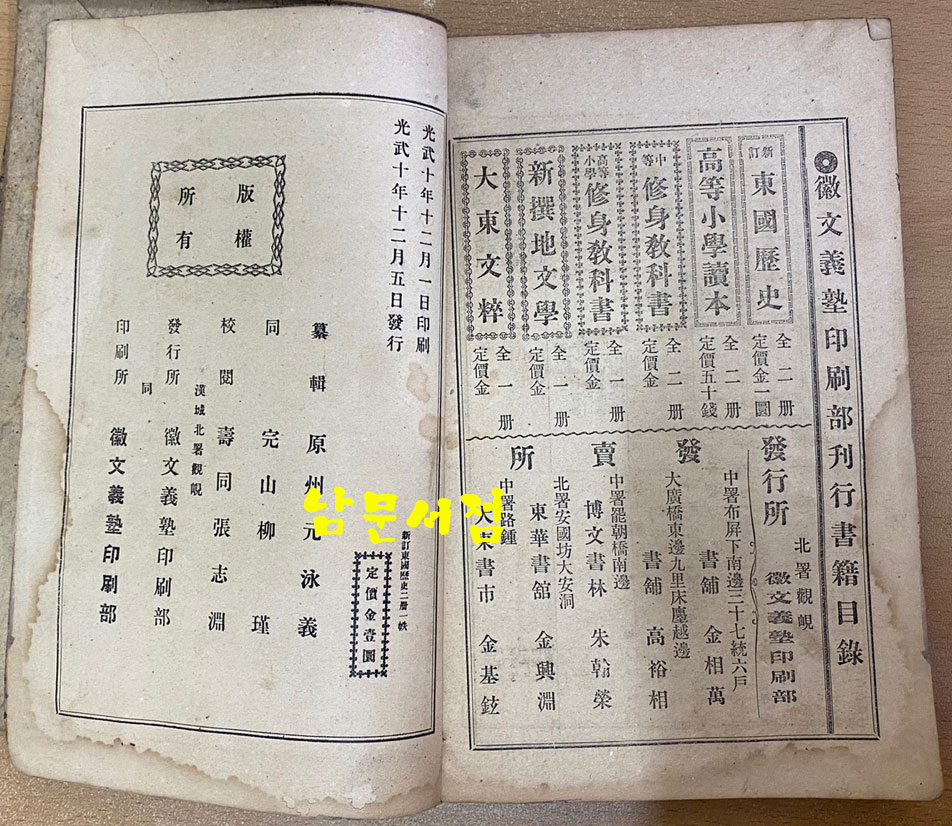 徽文義塾印刷部刊行書籍目錄
新訂 東國歷史 全二册 定價金一圜
高等小學讀本 全二册 定價五十錢
中等 修身敎科書 全二册 定價金
高等小學 修身敎科書 全一册 定價金
新撰地文學 全一册 定價金
大東文粹 全一册 定價金
發行所 北署觀峴 徽文義塾印刷部
發賣所
中署布屛下南邊三十七統六戶
書舖 金相萬
大廣橋東邊九里床廛越邊
書舖 高裕相
中署罷朝橋南邊
博文書林 朱翰榮
北署安國坊大安洞
東華書館 金興淵
中署鍾路
大東書市 金基鉉
光武十年十二月一日印刷
光武十年十二月五日發行
版權所有
新訂東國歷史二册一帙
定價金壹圜
纂輯 原州元泳義
同 完山柳瑾
校閱 壽同張志淵
漢城北署觀峴
發行所 徽文義塾印刷部
同
印刷所 徽文義塾印刷部
남문서점